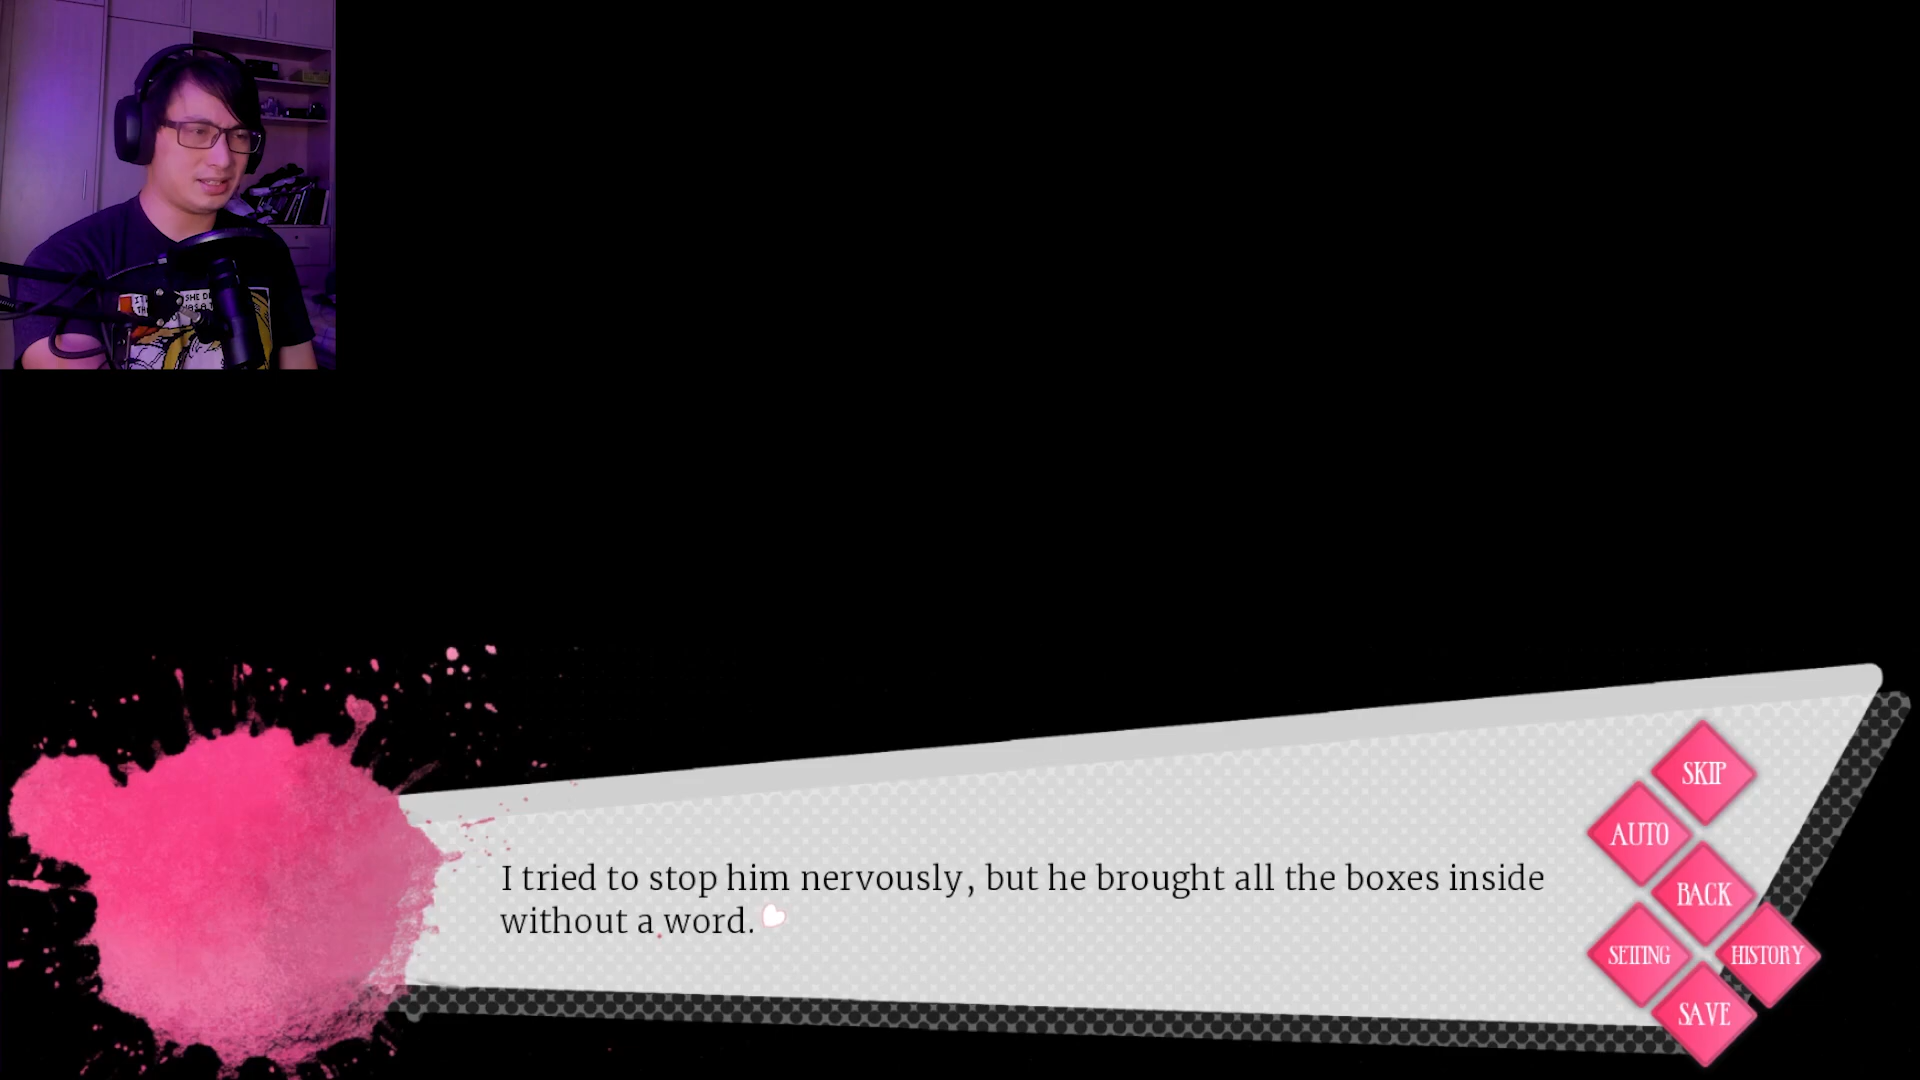 I tried to stop him nervously, but he brought all the boxes inside
without a word.
SKIP
AUTO
BACK
SETTING
HISTORY
SAVE